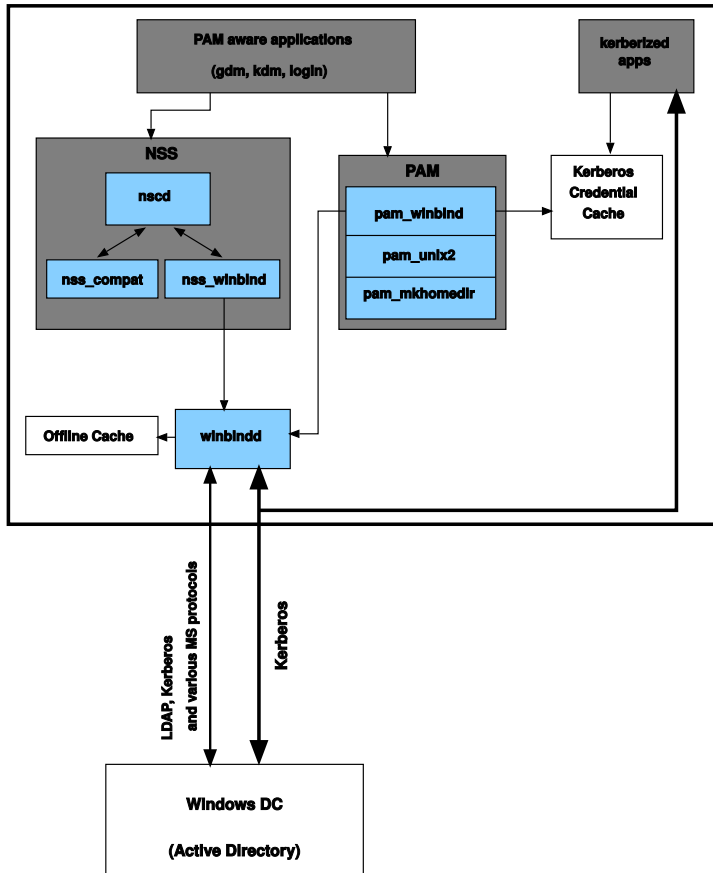 PAM aware applications
(gdm, kdm, login)
kerberized
apps
NSS
nscd
nss_compat
nss_winbind
PAM
pam_winbind
pam_unix2
pam_mkhomedir
Kerberos
Credential
Cache
Offline Cache
winbindd
LDAP, Kerberos
and various MS protocols
Kerberos
Windows DC
(Active Directory)